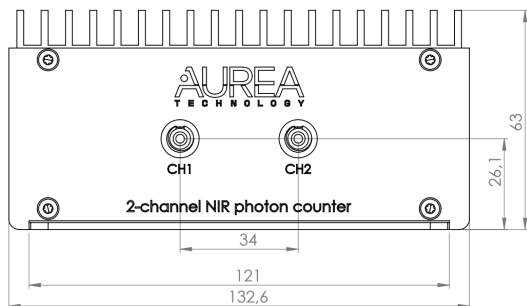 AUREA
TECHNOLOGY
CH1 CH2
2-channel NIR photon counter
34
121
132,6
26,1
63